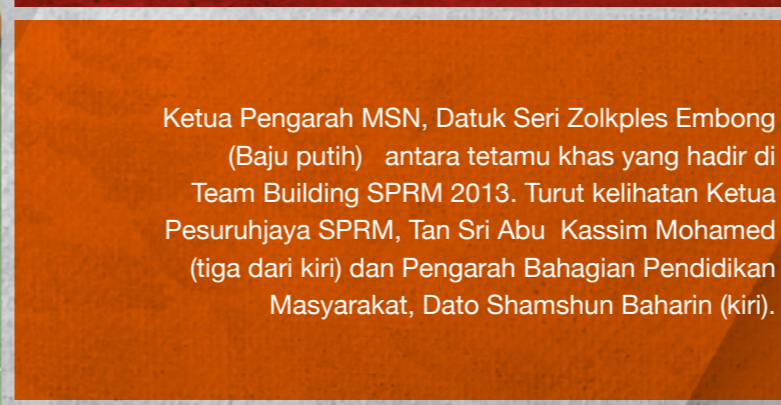 Ketua Pengarah MSN, Datuk Seri Zolkples Embong
(Baju putih) antara tetamu khas yang hadir di
Team Building SPRM 2013. Turut kelihatan Ketua
Pesuruhjaya SPRM, Tan Sri Abu Kassim Mohamed
(tiga dari kiri) dan Pengarah Bahagian Pendidikan
Masyarakat, Dato Shamshun Baharin (kiri).